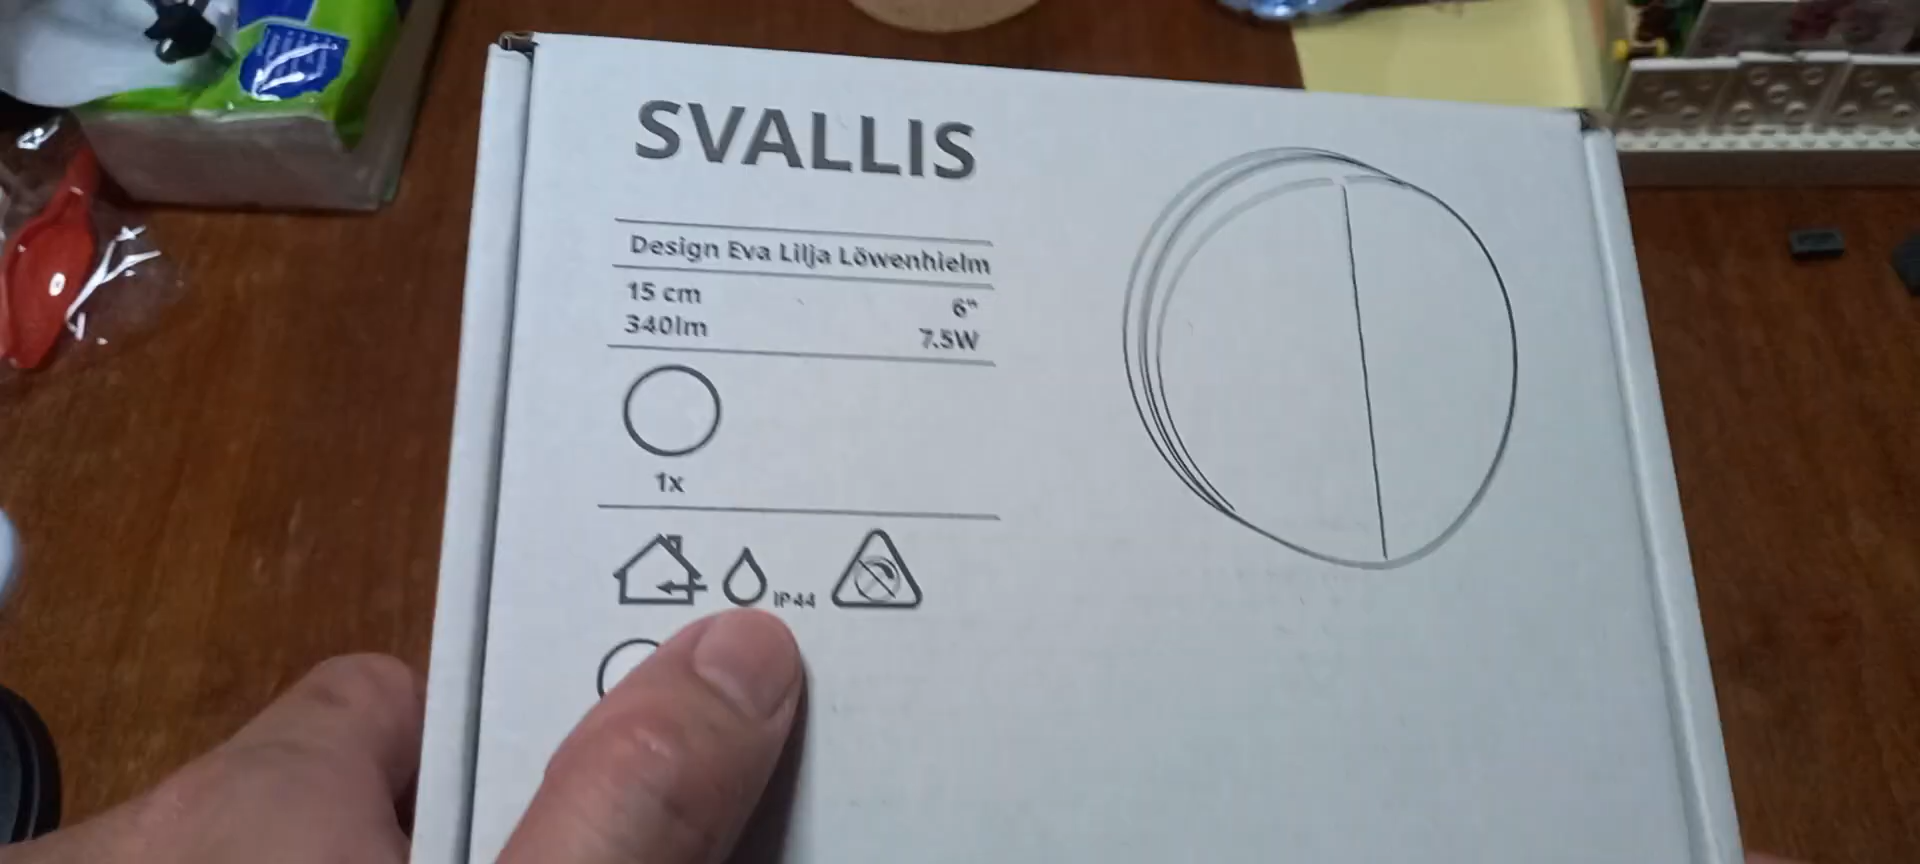 SVALLIS
Design Eva Lilja Löwenhielm
15 cm 6"
340lm 7.5W
1x
IP44